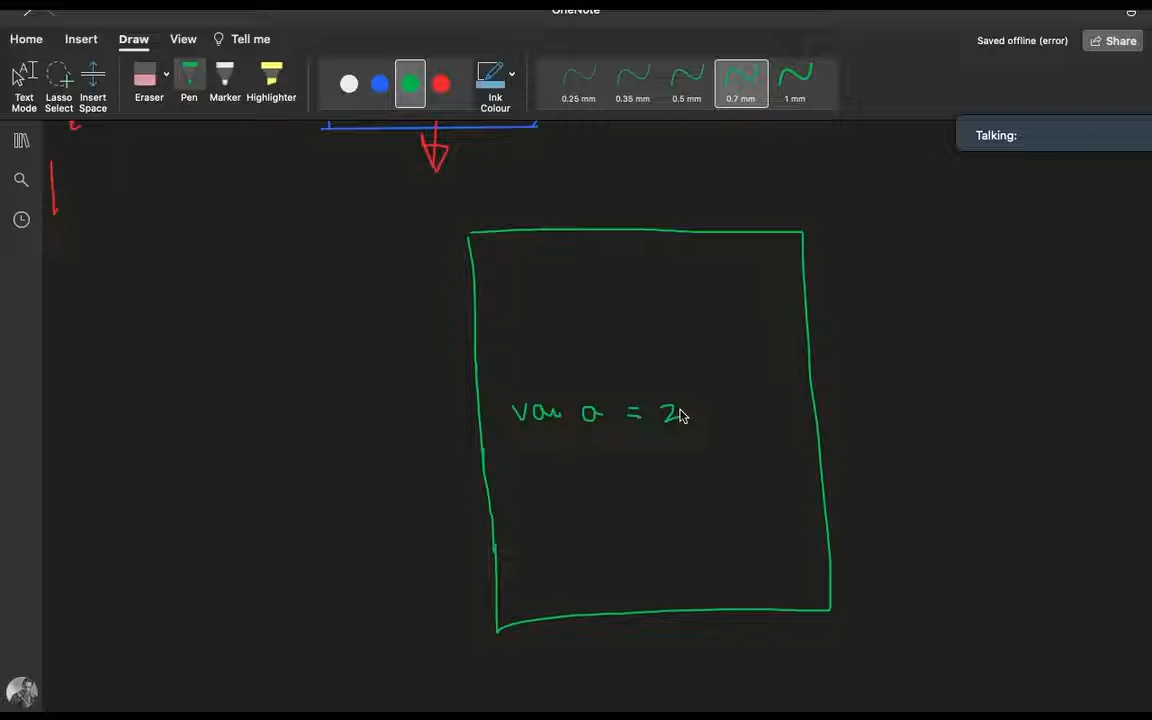 OneNote
Home Insert Draw View Tell me
Saved offline (error) Share
Text Mode
Lasso Select
Insert Space
Eraser
Pen
Marker
Highlighter
Ink Colour
0.25 mm
0.35 mm
0.5 mm
0.7 mm
1 mm
Talking:
var a = 2